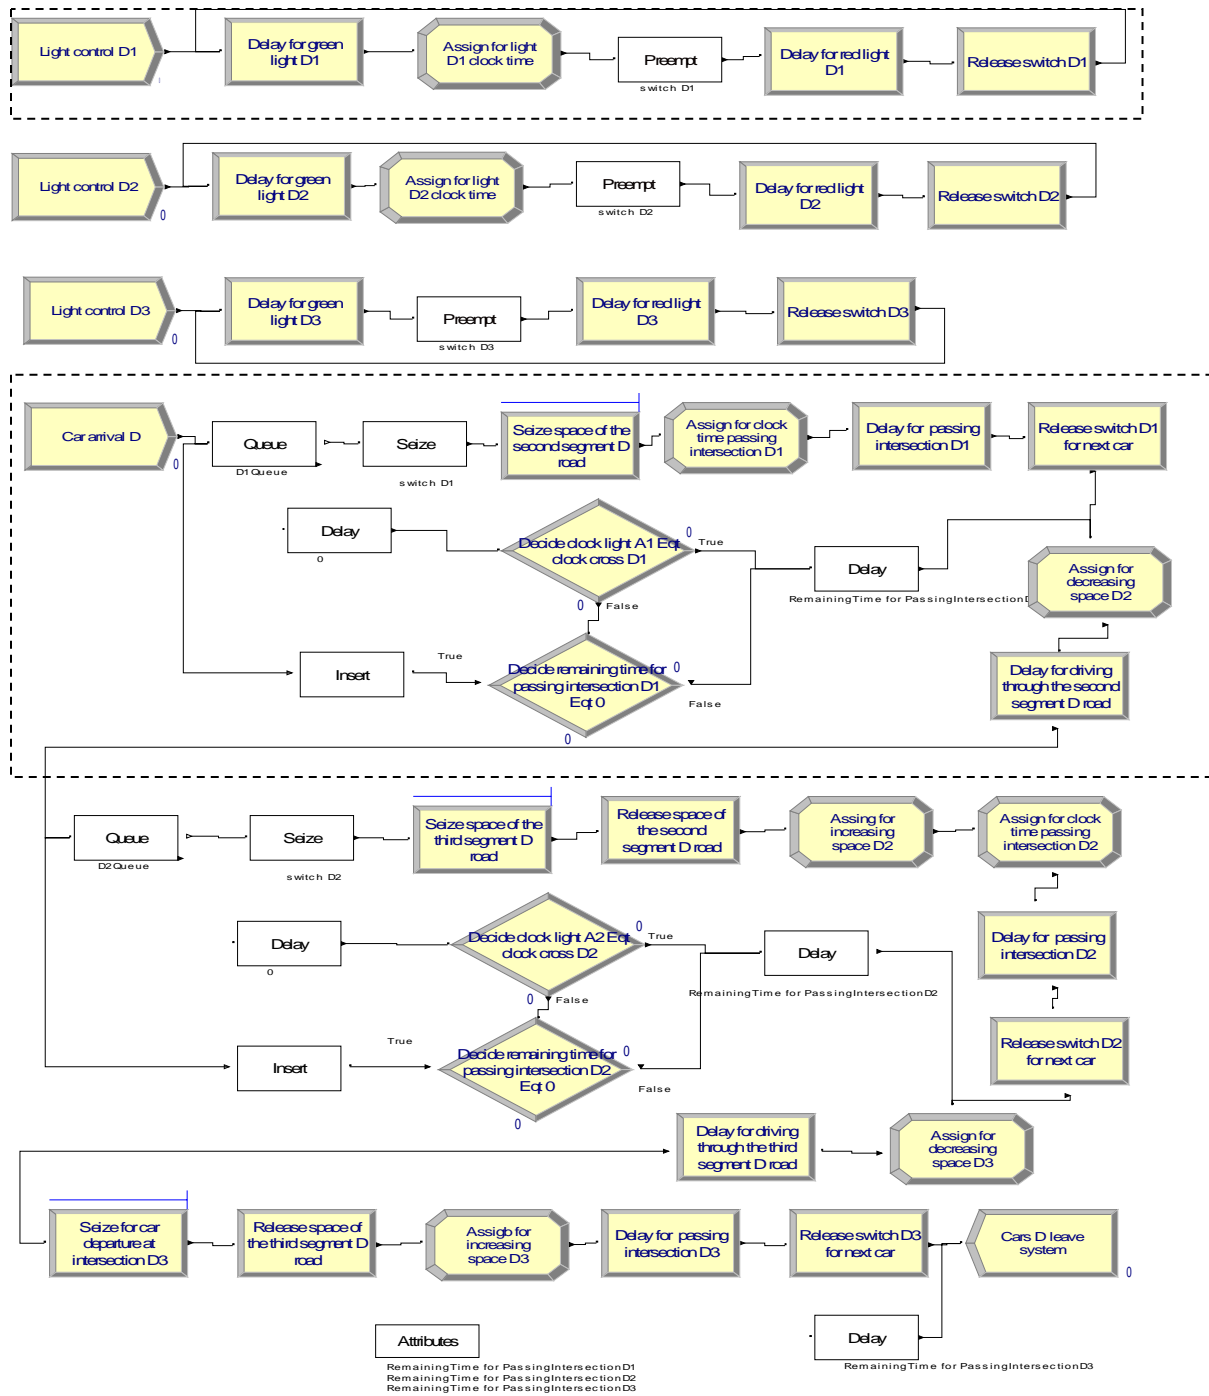 Light control D1
Delay for green
light D1
Assign for light
D1 clock time
Preempt
switch D1
Delay for red light
D1
Release switch D1
Light control D2
0
Delay for green
light D2
Assign for light
D2 clock time
Preempt
switch D2
Delay for red light
D2
Release switch D2
Light control D3
0
Delay for green
light D3
Preempt
switch D3
Delay for red light
D3
Release switch D3
Car arrival D
0
Queue
D1Queue
Seize
switch D1
Seize space of the
second segment D
road
Assign for clock
time passing
intersection D1
Delay for passing
intersection D1
Release switch D1
for next car
Delay
0
Decide clock light A1 Eqt
clock cross D1
0
True
0
False
Delay
RemainingTime for PassingIntersectionD
Assign for
decreasing
space D2
Insert
True
Decide remaining time for
passing intersection D1
Eqt 0
0
False
0
Delay for driving
through the second
segment D road
Queue
D2Queue
Seize
switch D2
Seize space of the
third segment D
road
Release space of
the second
segment D road
Assing for
increasing
space D2
Assign for clock
time passing
intersection D2
Delay
0
Decide clock light A2 Eqt
clock cross D2
0
True
0
False
Delay
RemainingTime for PassingIntersectionD2
Delay for passing
intersection D2
Insert
True
Decide remaining time for
passing intersection D2
Eqt 0
0
False
0
Release switch D2
for next car
Delay for driving
through the third
segment D road
Assign for
decreasing
space D3
Seize for car
departure at
intersection D3
Release space of
the third segment D
road
Assigb for
increasing
space D3
Delay for passing
intersection D3
Release switch D3
for next car
Cars D leave
system
0
Attributes
RemainingTime for PassingIntersectionD1
RemainingTime for PassingIntersectionD2
RemainingTime for PassingIntersectionD3
Delay
RemainingTime for PassingIntersectionD3